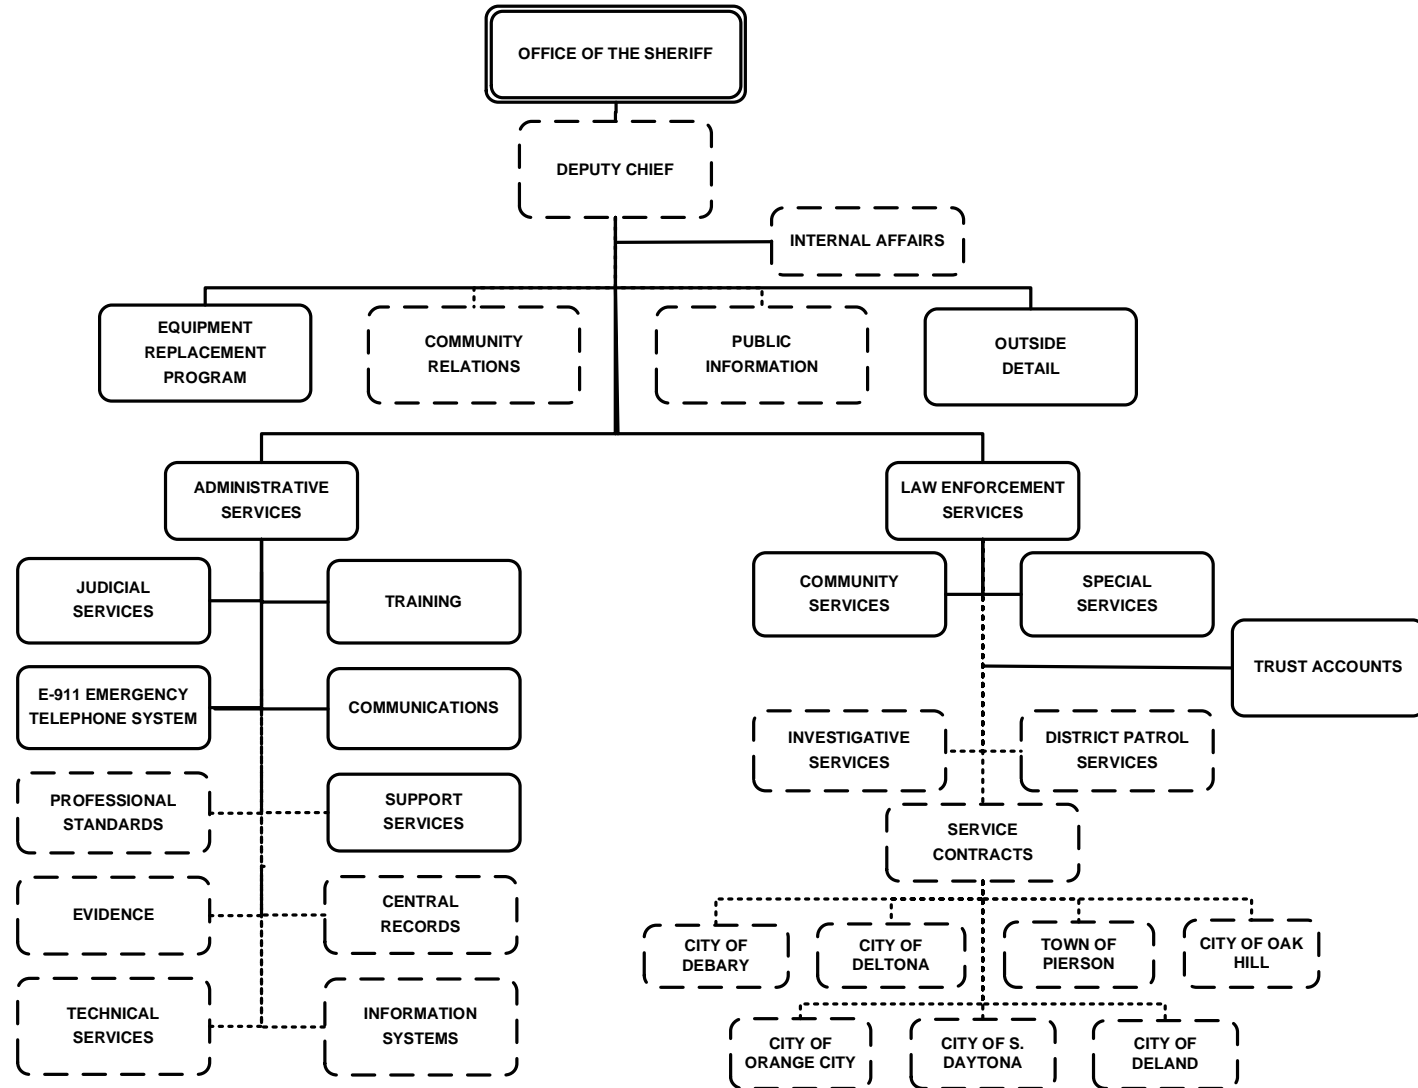 OFFICE OF THE SHERIFF
DEPUTY CHIEF
INTERNAL AFFAIRS
EQUIPMENT
REPLACEMENT
PROGRAM
COMMUNITY
RELATIONS
PUBLIC
INFORMATION
OUTSIDE
DETAIL
ADMINISTRATIVE
SERVICES
LAW ENFORCEMENT
SERVICES
JUDICIAL
SERVICES
TRAINING
COMMUNITY
SERVICES
SPECIAL
SERVICES
TRUST ACCOUNTS
E-911 EMERGENCY
TELEPHONE SYSTEM
COMMUNICATIONS
INVESTIGATIVE
SERVICES
DISTRICT PATROL
SERVICES
PROFESSIONAL
STANDARDS
SUPPORT
SERVICES
SERVICE
CONTRACTS
EVIDENCE
CENTRAL
RECORDS
CITY OF
DEBARY
CITY OF
DELTONA
TOWN OF
PIERSON
CITY OF OAK
HILL
TECHNICAL
SERVICES
INFORMATION
SYSTEMS
CITY OF
ORANGE CITY
CITY OF S.
DAYTONA
CITY OF
DELAND